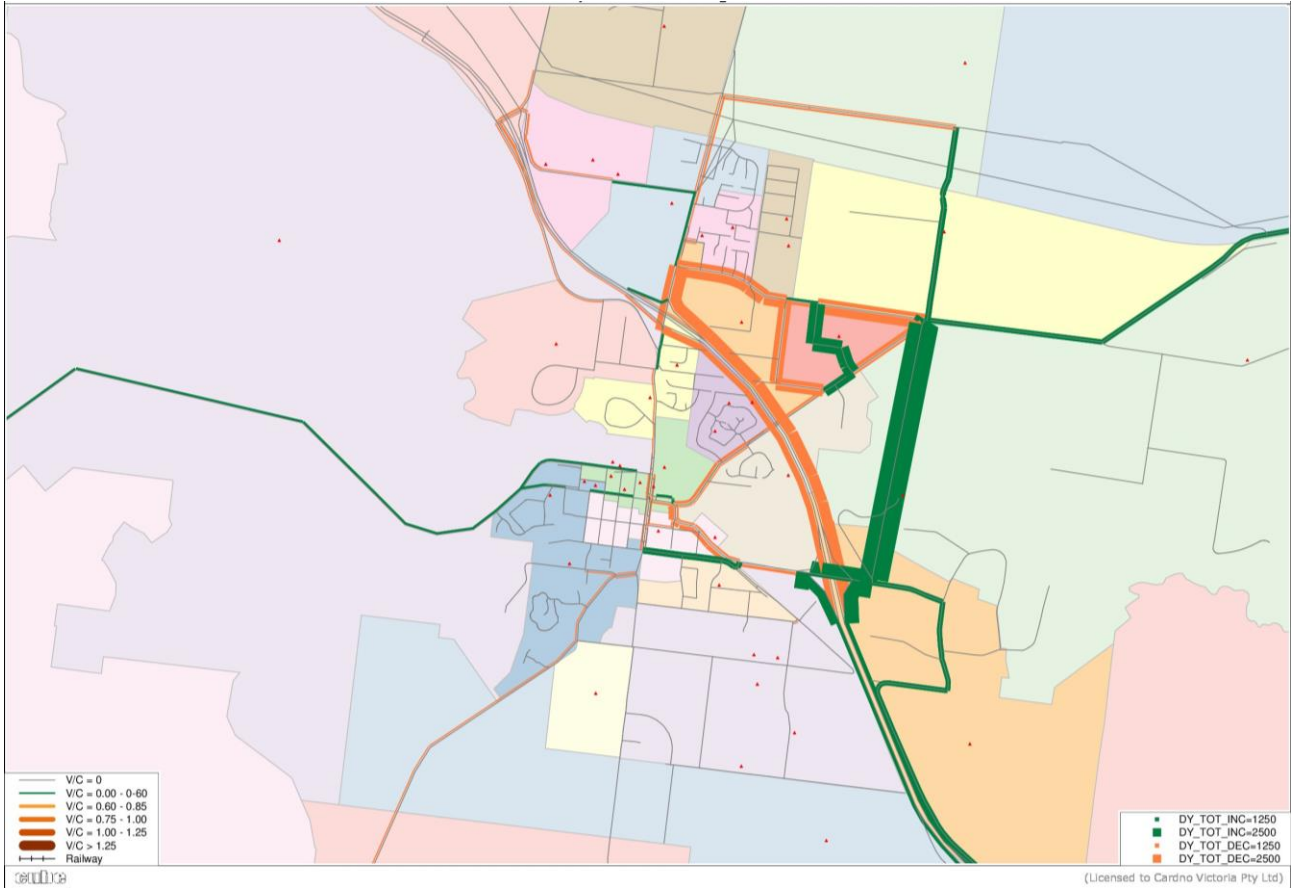 V/C = 0
V/C = 0.00 - 0-60
V/C = 0.60 - 0.85
V/C = 0.75 - 1.00
V/C = 1.00 - 1.25
V/C > 1.25
Railway
DY_TOT_INC=1250
DY_TOT_INC=2500
DY_TOT_DEC=1250
DY_TOT_DEC=2500
(Licensed to Cardno Victoria Pty Ltd)